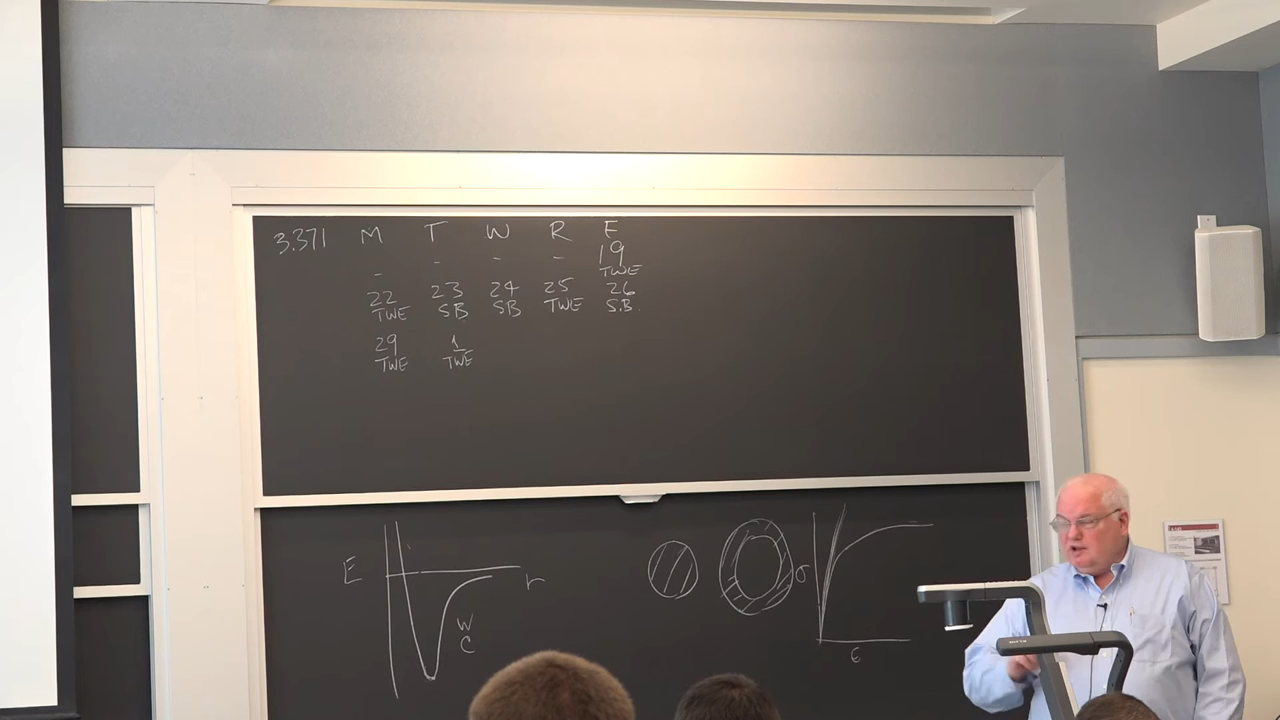 3.371 M T W R F
- - - - 19
TWE
22 23 24 25 26
TWE SB SB TWE S.B.
29 1
TWE TWE
E
r
W
C
σ
ε